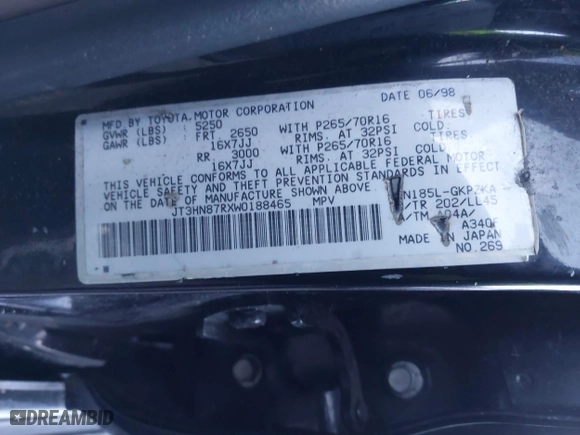 MFD BY TOYOTA MOTOR CORPORATION DATE 06/98
GVWR (LBS) 5250
GAWR (LBS) FRT. 2650 WITH P265/70R16 TIRES
16X7JJ RIMS, AT 32PSI COLD.
RR. 3000 WITH P265/70R16 TIRES
16X7JJ RIMS, AT 32PSI COLD.
THIS VEHICLE CONFORMS TO ALL APPLICABLE FEDERAL MOTOR
VEHICLE SAFETY AND THEFT PREVENTION STANDARDS IN EFFECT
ON THE DATE OF MANUFACTURE SHOWN ABOVE.
JT3HN87RXW0188465 MPV
N185L-GKPZKA
/TR 202/LL45
/TM A04A/
A340F
MADE IN JAPAN
NO.269
DREAMBID